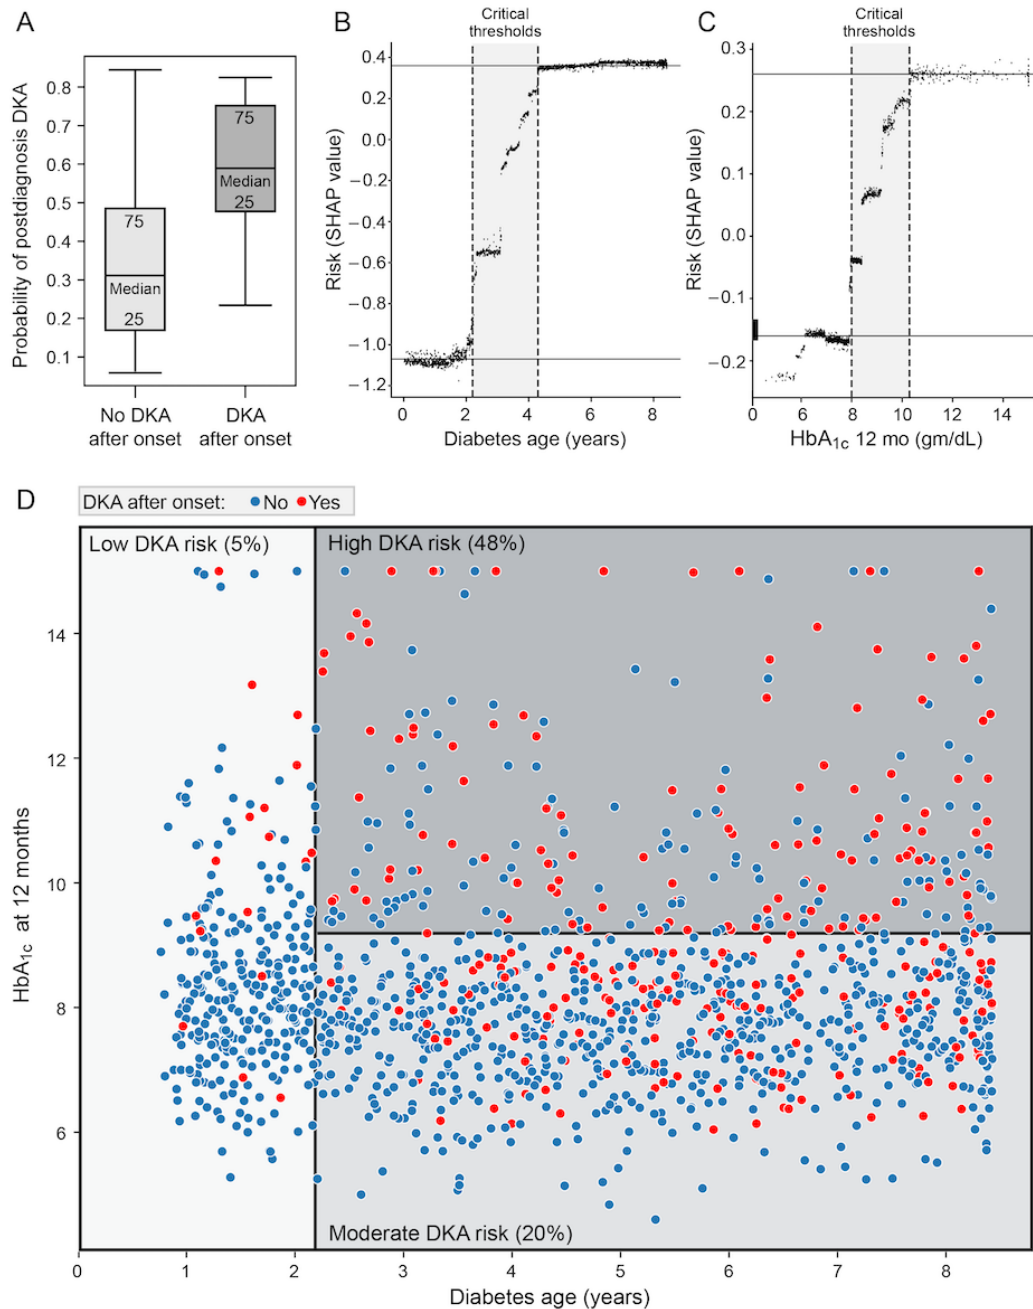 A
Probability of postdiagnosis DKA
0.8
0.7
0.6
0.5
0.4
0.3
0.2
0.1
75
Median
25
75
Median
25
No DKA
after onset
DKA
after onset
B
Critical
thresholds
Risk (SHAP value)
0.4
0.2
0.0
−0.2
−0.4
−0.6
−0.8
−1.0
−1.2
0 2 4 6 8
Diabetes age (years)
C
Critical
thresholds
Risk (SHAP value)
0.3
0.2
0.1
0.0
−0.1
−0.2
0 6 8 10 12 14
HbA1c 12 mo (gm/dL)
D
DKA after onset: No Yes
Low DKA risk (5%)
High DKA risk (48%)
Moderate DKA risk (20%)
HbA1c at 12 months
14
12
10
8
6
0 1 2 3 4 5 6 7 8
Diabetes age (years)